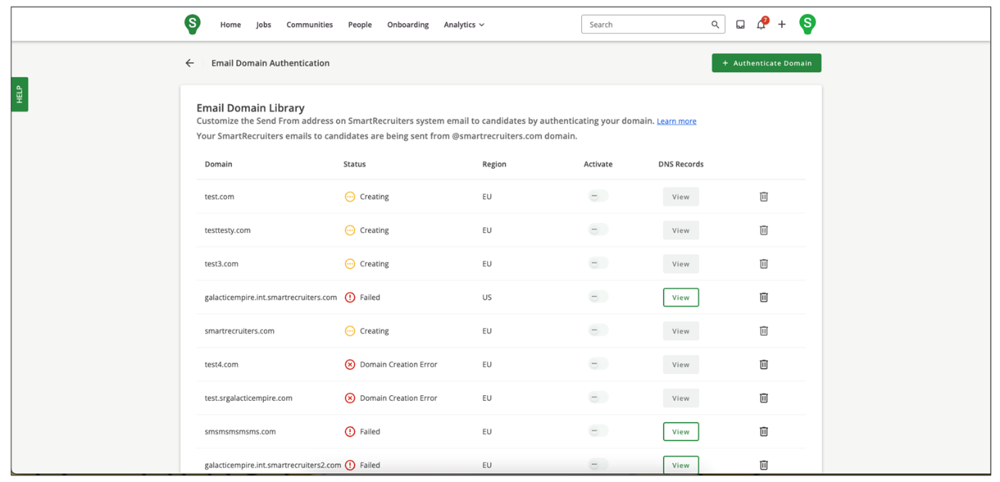 S Home Jobs Communities People Onboarding Analytics Search 7 + S
Email Domain Authentication + Authenticate Domain
HELP
Email Domain Library
Customize the Send From address on SmartRecruiters system email to candidates by authenticating your domain. Learn more
Your SmartRecruiters emails to candidates are being sent from @smartrecruiters.com domain.
Domain Status Region Activate DNS Records
test.com Creating EU View
testtesty.com Creating EU View
test3.com Creating EU View
galacticempire.int.smartrecruiters.com Failed US View
smartrecruiters.com Creating EU View
test4.com Domain Creation Error EU View
test.srgalacticempire.com Domain Creation Error EU View
smsmsmsmsms.com Failed EU View
galacticempire.int.smartrecruiters2.com Failed EU View